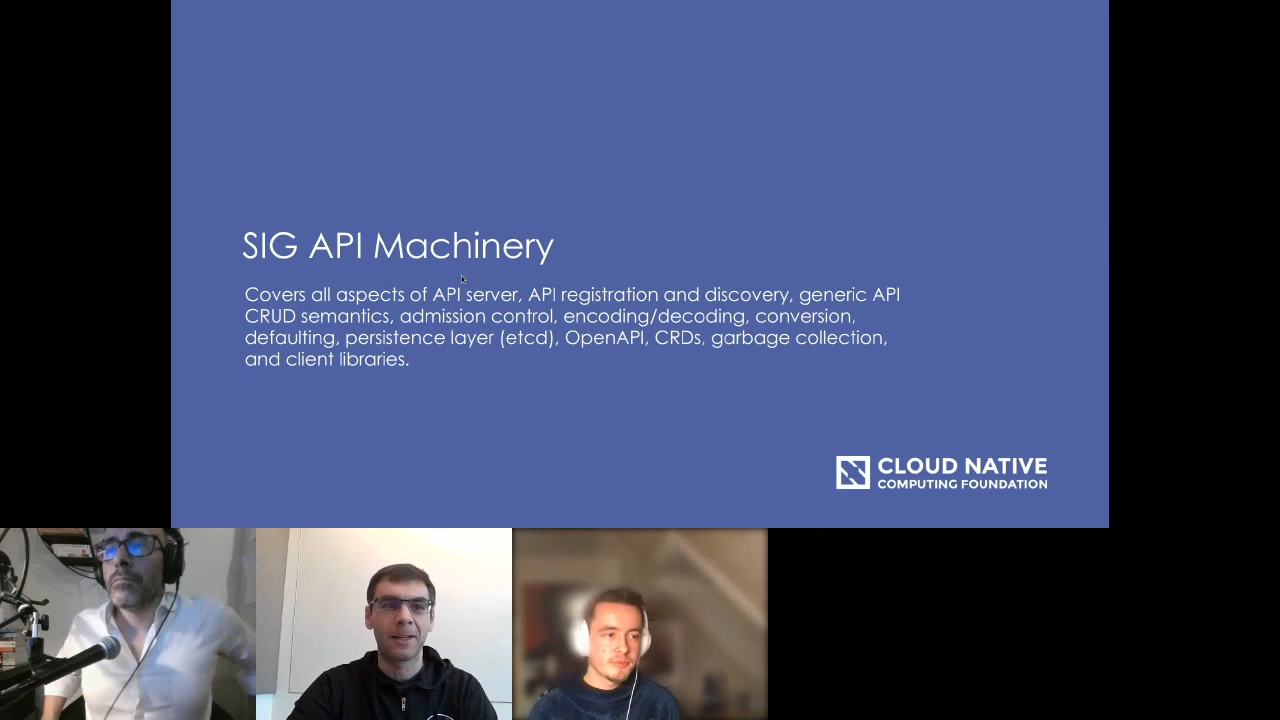 SIG API Machinery
Covers all aspects of API server, API registration and discovery, generic API
CRUD semantics, admission control, encoding/decoding, conversion,
defaulting, persistence layer (etcd), OpenAPI, CRDs, garbage collection,
and client libraries.
CLOUD NATIVE
COMPUTING FOUNDATION